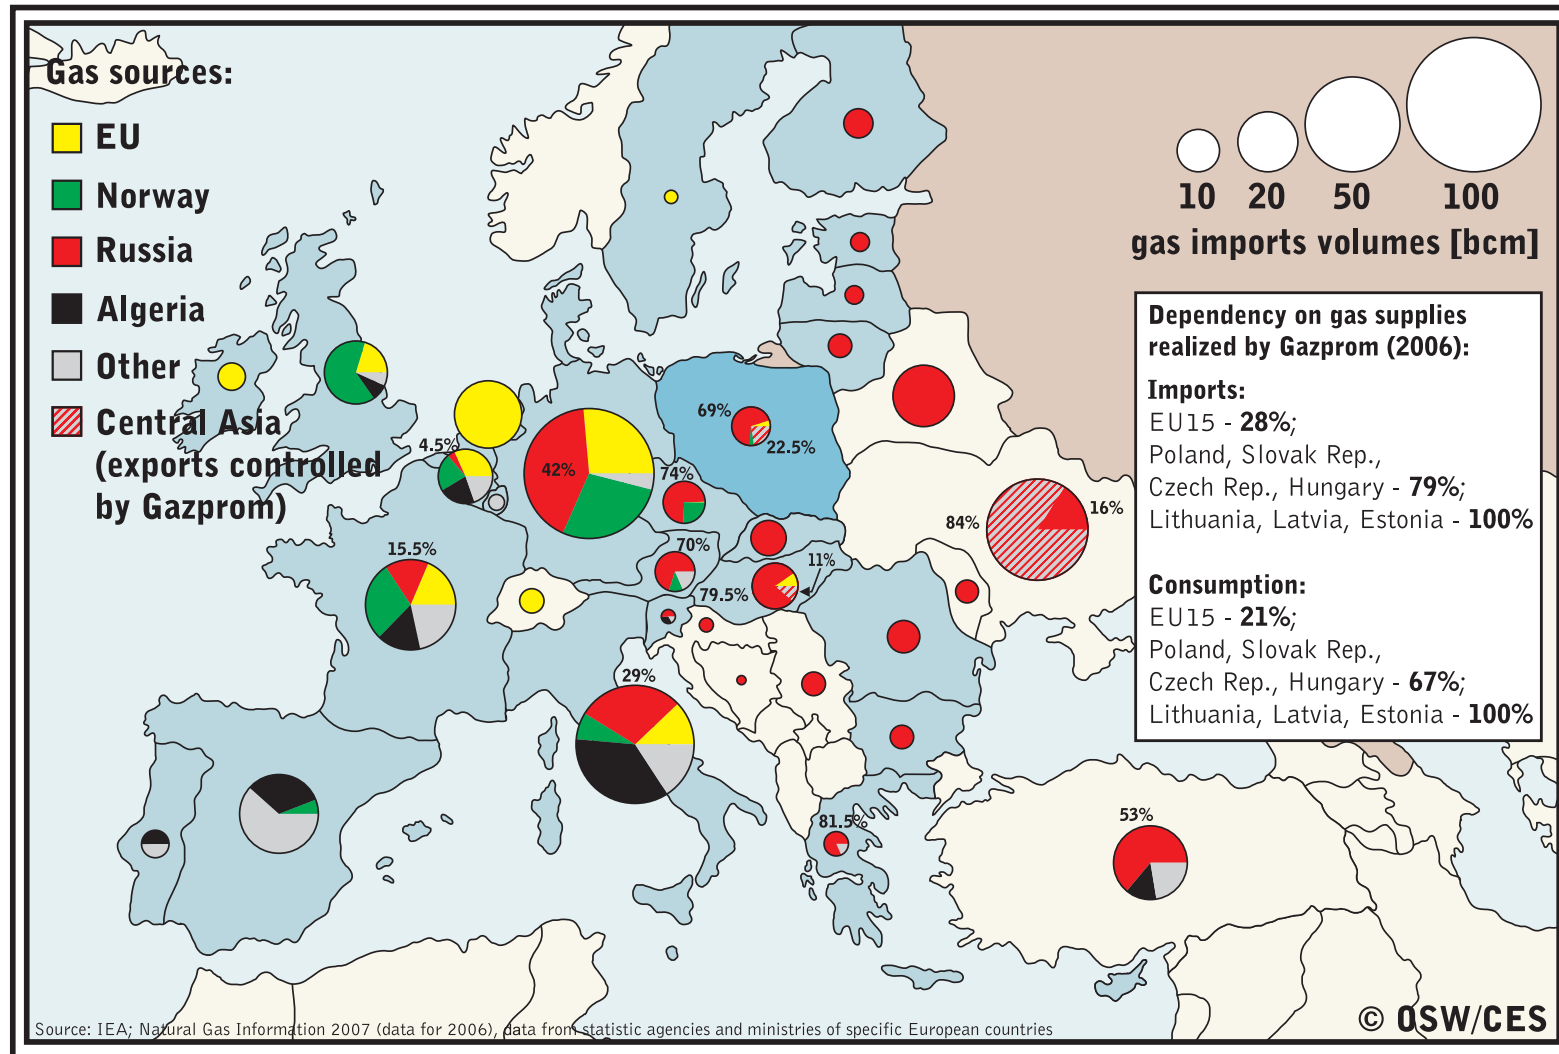 Gas sources:
EU
Norway
Russia
Algeria
Other
Central Asia
(exports controlled
by Gazprom)
10 20 50 100
gas imports volumes [bcm]
Dependency on gas supplies
realized by Gazprom (2006):
Imports:
EU15 - 28%;
Poland, Slovak Rep.,
Czech Rep., Hungary - 79%;
Lithuania, Latvia, Estonia - 100%
Consumption:
EU15 - 21%;
Poland, Slovak Rep.,
Czech Rep., Hungary - 67%;
Lithuania, Latvia, Estonia - 100%
69%
22.5%
4.5%
42%
74%
16%
84%
15.5%
70%
11%
79.5%
29%
81.5%
53%
Source: IEA; Natural Gas Information 2007 (data for 2006), data from statistic agencies and ministries of specific European countries
© OSW/CES